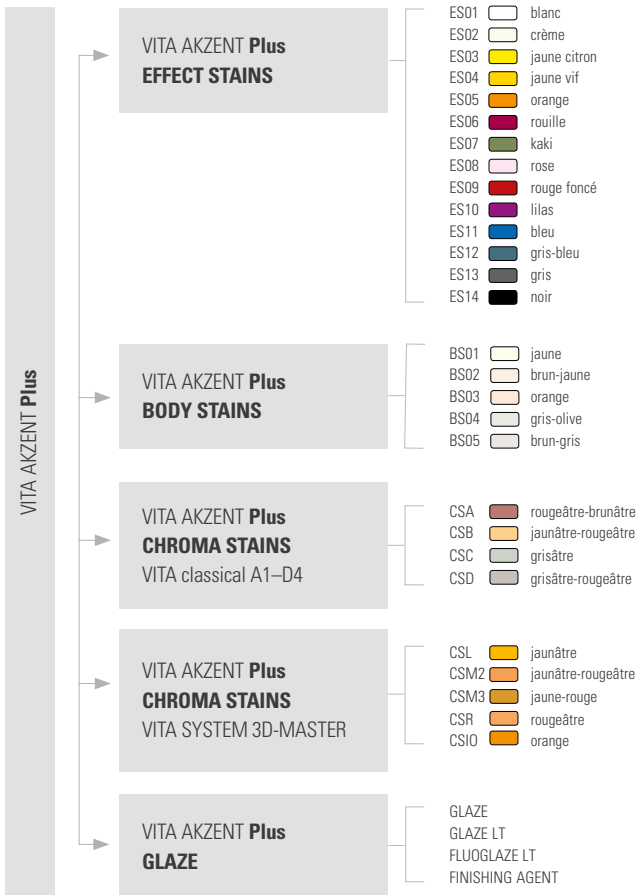 VITA AKZENT Plus
VITA AKZENT Plus
EFFECT STAINS
ES01 blanc
ES02 crème
ES03 jaune citron
ES04 jaune vif
ES05 orange
ES06 rouille
ES07 kaki
ES08 rose
ES09 rouge foncé
ES10 lilas
ES11 bleu
ES12 gris-bleu
ES13 gris
ES14 noir
VITA AKZENT Plus
BODY STAINS
BS01 jaune
BS02 brun-jaune
BS03 orange
BS04 gris-olive
BS05 brun-gris
VITA AKZENT Plus
CHROMA STAINS
VITA classical A1–D4
CSA rougeâtre-brunâtre
CSB jaunâtre-rougeâtre
CSC grisâtre
CSD grisâtre-rougeâtre
VITA AKZENT Plus
CHROMA STAINS
VITA SYSTEM 3D-MASTER
CSL jaunâtre
CSM2 jaunâtre-rougeâtre
CSM3 jaune-rouge
CSR rougeâtre
CSIO orange
VITA AKZENT Plus
GLAZE
GLAZE
GLAZE LT
FLUOGLAZE LT
FINISHING AGENT